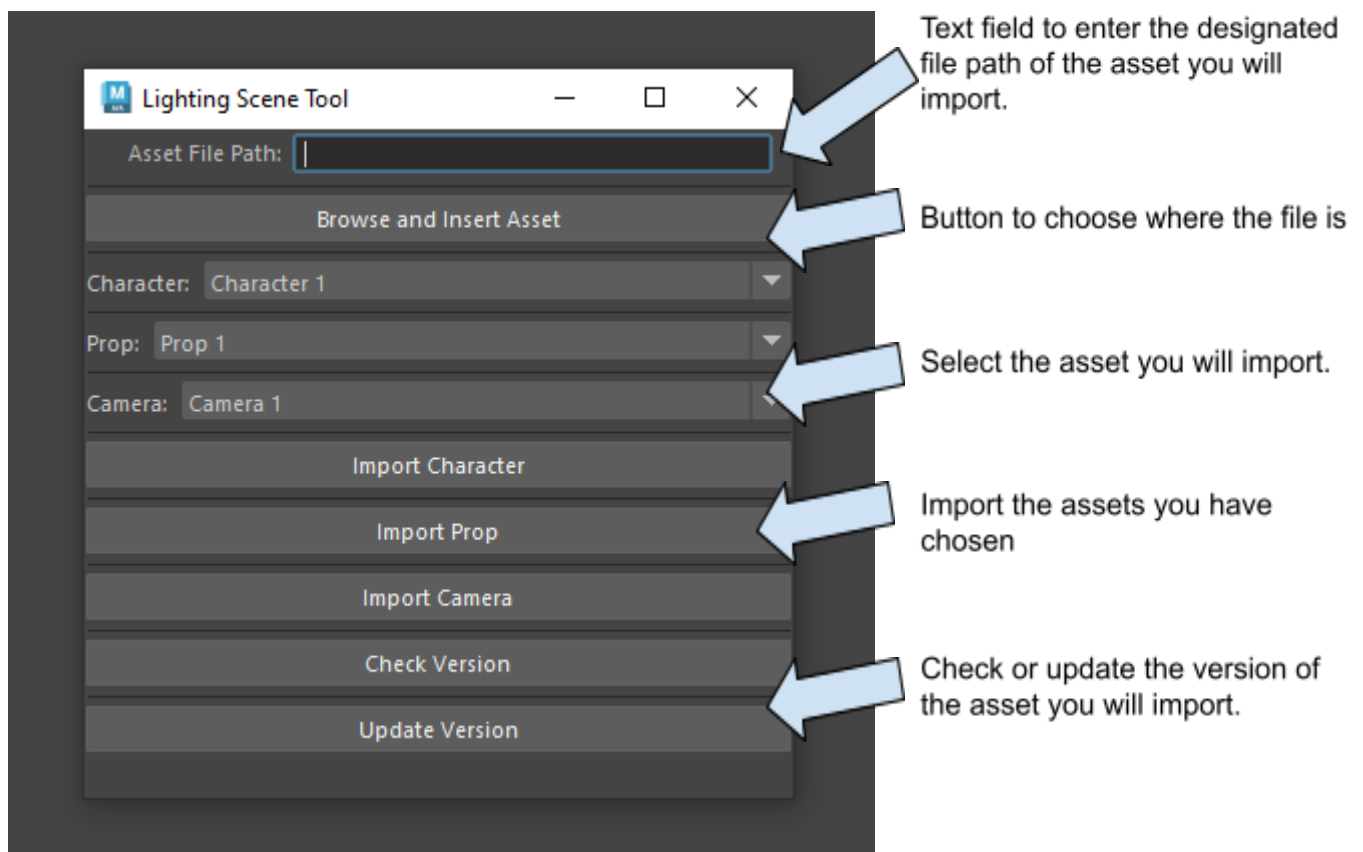 Lighting Scene Tool
Asset File Path:
Browse and Insert Asset
Character: Character 1
Prop: Prop 1
Camera: Camera 1
Import Character
Import Prop
Import Camera
Check Version
Update Version
Text field to enter the designated
file path of the asset you will
import.
Button to choose where the file is
Select the asset you will import.
Import the assets you have
chosen
Check or update the version of
the asset you will import.